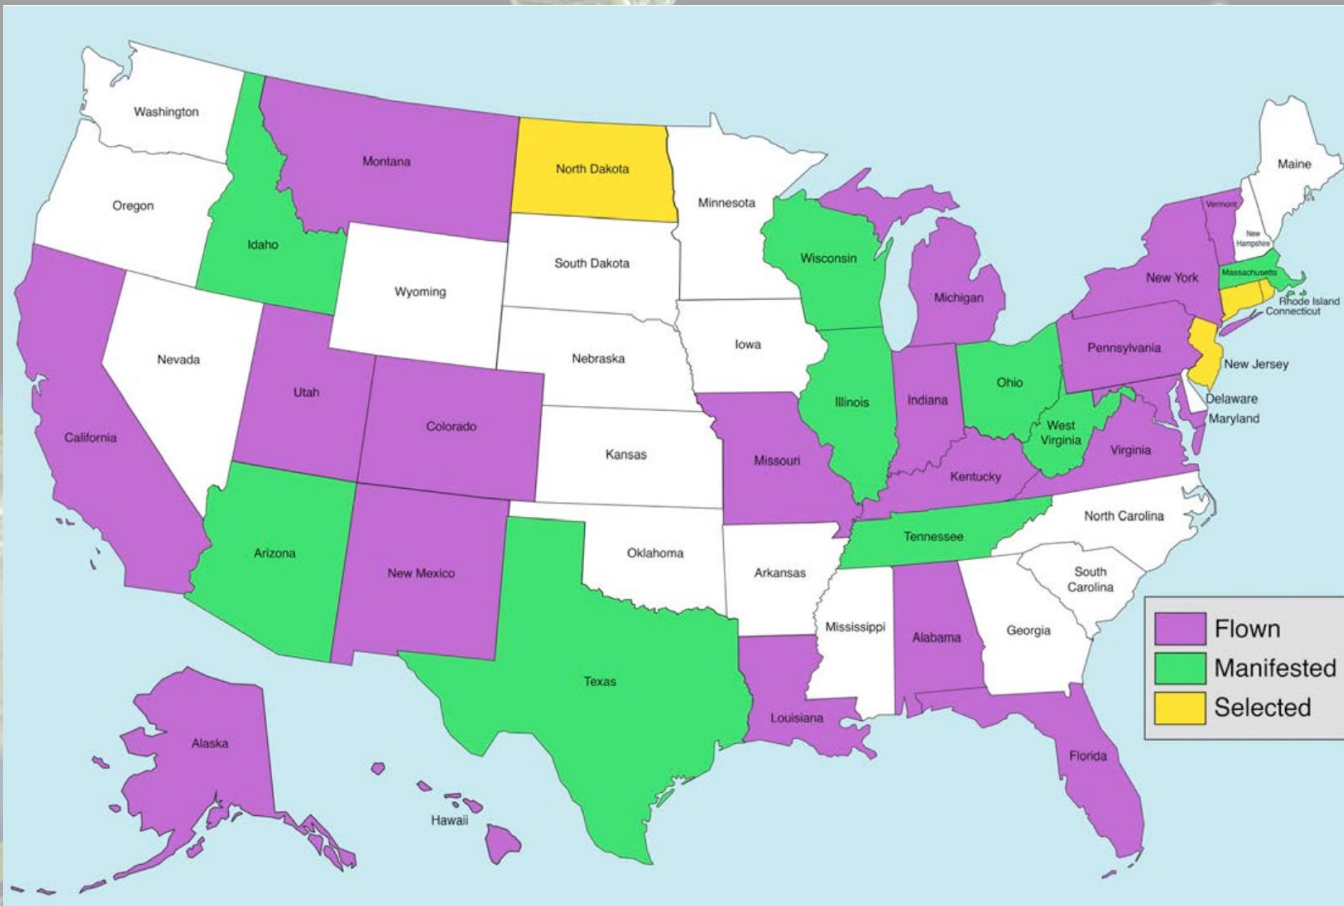 Washington
Oregon
California
Nevada
Idaho
Montana
Wyoming
Utah
Arizona
Colorado
New Mexico
North Dakota
South Dakota
Nebraska
Kansas
Oklahoma
Texas
Minnesota
Iowa
Missouri
Arkansas
Louisiana
Wisconsin
Illinois
Michigan
Indiana
Ohio
Kentucky
Tennessee
Mississippi
Alabama
Georgia
Florida
South
Carolina
North Carolina
Virginia
West
Virginia
Pennsylvania
New York
Vermont
New
Hampshire
Maine
Massachusetts
Rhode Island
Connecticut
New Jersey
Delaware
Maryland
Alaska
Hawaii
Flown
Manifested
Selected